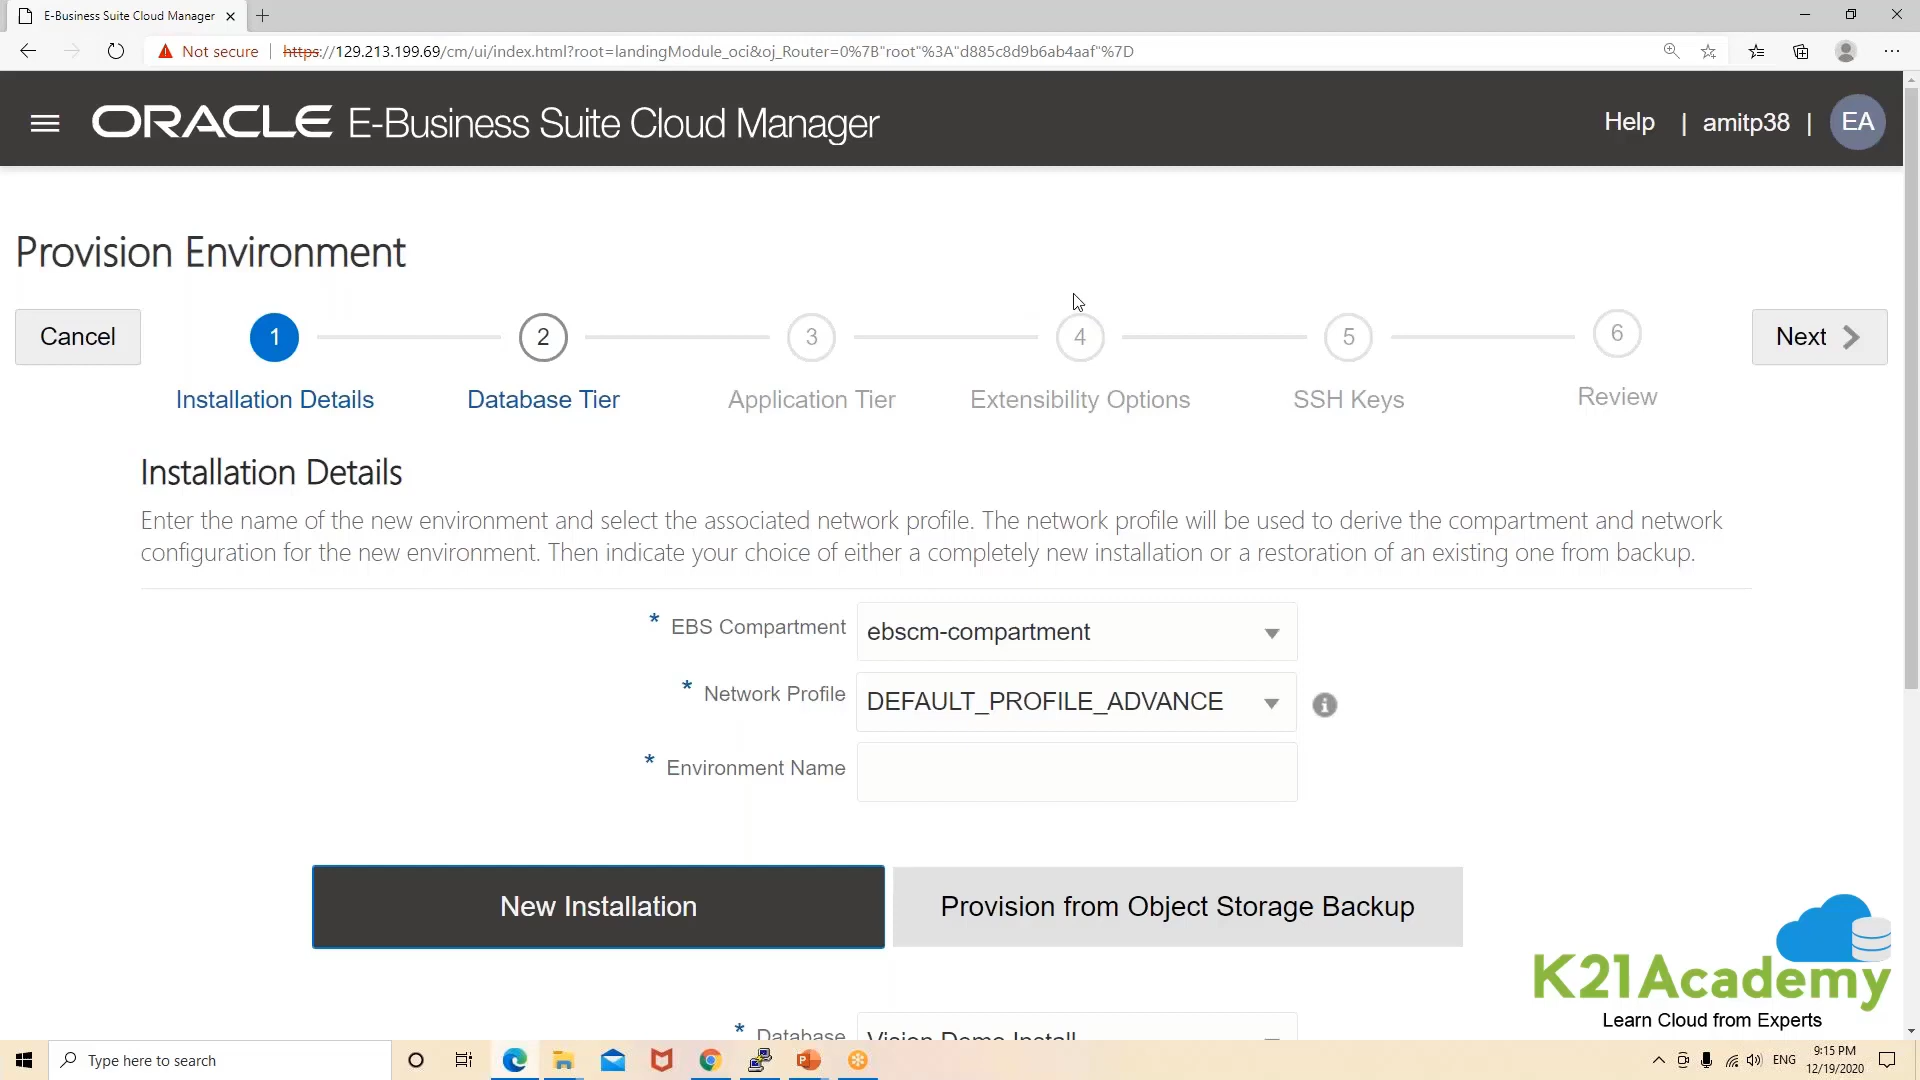 E-Business Suite Cloud Manager
Not secure
https://129.213.199.69/cm/ui/index.html?root=landingModule_oci&oj_Router=0%7B"root"%3A"d885c8d9b6ab4aaf"%7D
ORACLE E-Business Suite Cloud Manager
Help | amitp38 | EA
Provision Environment
Cancel
1 2 3 4 5 6
Next
Installation Details Database Tier Application Tier Extensibility Options SSH Keys Review
Installation Details
Enter the name of the new environment and select the associated network profile. The network profile will be used to derive the compartment and network
configuration for the new environment. Then indicate your choice of either a completely new installation or a restoration of an existing one from backup.
* EBS Compartment ebscm-compartment
* Network Profile DEFAULT_PROFILE_ADVANCE
* Environment Name
New Installation Provision from Object Storage Backup
K21Academy
Learn Cloud from Experts
* Database Vision Demo Install
Type here to search
ENG
9:15 PM
12/19/2020